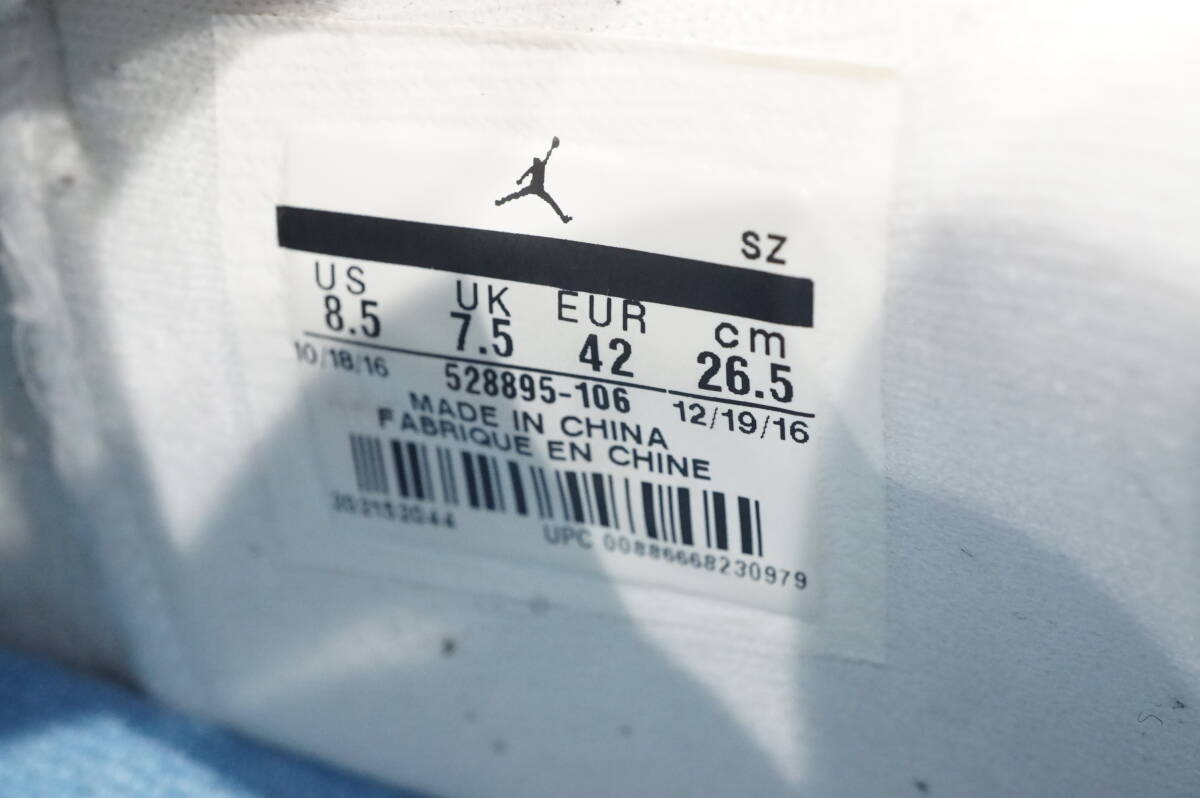 SZ
US UK EUR cm
8.5 7.5 42 26.5
10/18/16 528895-106 12/19/16
MADE IN CHINA
FABRIQUE EN CHINE
UPC 00886668230979